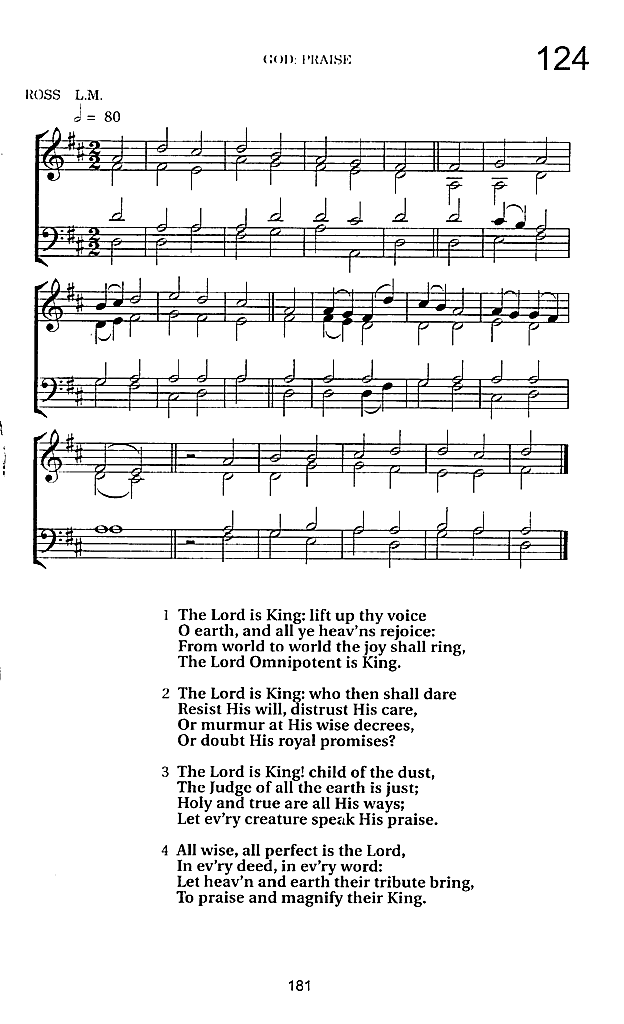 GOD: PRAISE
124
ROSS L.M.
= 80
1 The Lord is King: lift up thy voice
O earth, and all ye heav'ns rejoice:
From world to world the joy shall ring,
The Lord Omnipotent is King.
2 The Lord is King: who then shall dare
Resist His will, distrust His care,
Or murmur at His wise decrees,
Or doubt His royal promises?
3 The Lord is King! child of the dust,
The Judge of all the earth is just;
Holy and true are all His ways;
Let ev'ry creature speak His praise.
4 All wise, all perfect is the Lord,
In ev'ry deed, in ev'ry word:
Let heav'n and earth their tribute bring,
To praise and magnify their King.
181